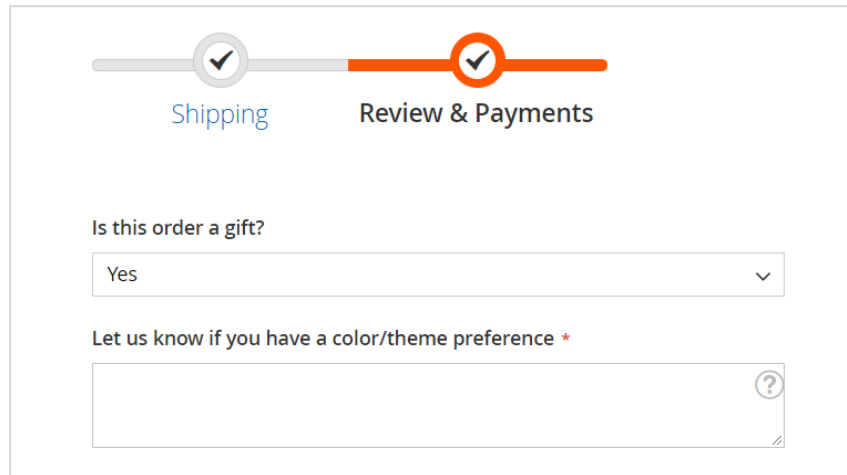 Shipping
Review & Payments
Is this order a gift?
Yes
Let us know if you have a color/theme preference *
?